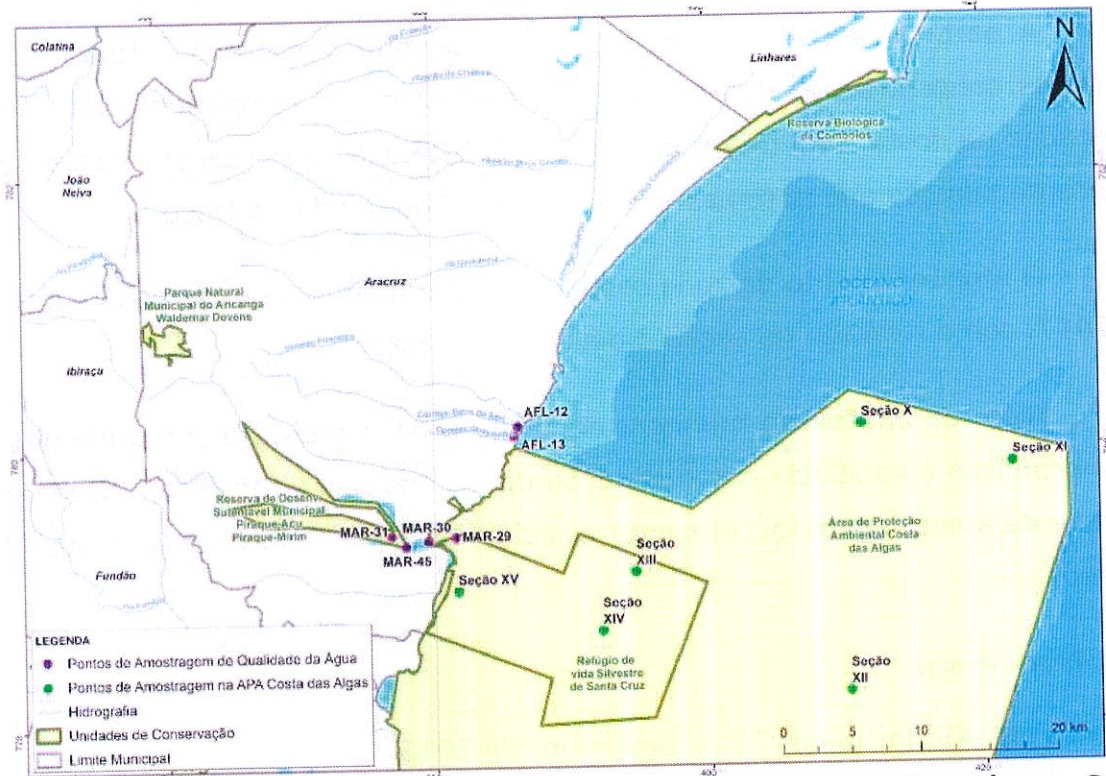 Colatina
Linhares
N
Reserva Biológica
de Comboios
João
Neiva
Aracruz
OCEANO
ATLÂNTICO
Parque Natural
Municipal do Aricanga
Waldemar Devens
Ibiraçu
AFL-12
AFL-13
Seção X
Seção XI
Reserva de Desenv.
Sutentável Municipal
Piraque-Açu
Piraque-Mirim
MAR-31
MAR-30
MAR-29
MAR-45
Área de Proteção
Ambiental Costa
das Algas
Seção
XIII
Fundão
Seção XV
Seção
XIV
Refúgio de
vida Silvestre
de Santa Cruz
Seção
XII
LEGENDA
Pontos de Amostragem de Qualidade da Água
Pontos de Amostragem na APA Costa das Algas
Hidrografia
Unidades de Conservação
Limite Municipal
0 5 10 20 km